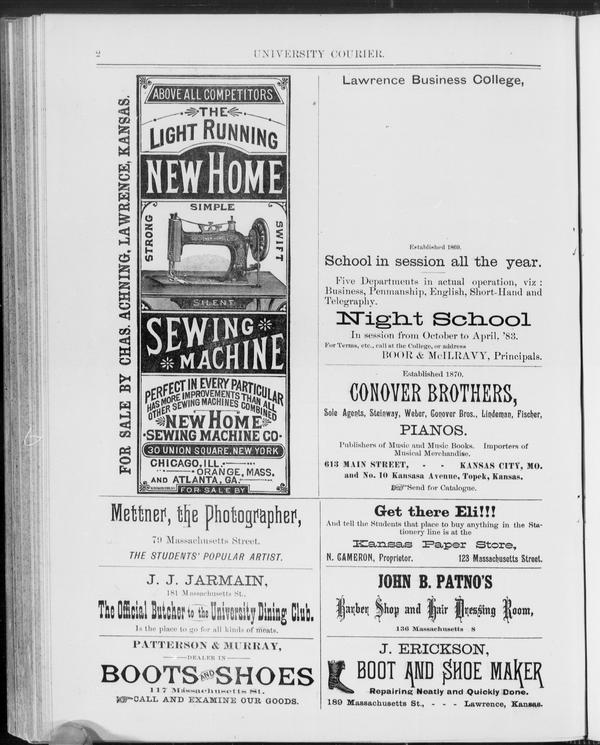 2
UNIVERSITY COURIER.
FOR SALE BY CHAS. ACHNING, LAWRENCE, KANSAS.
ABOVE ALL COMPETITORS
THE
LIGHT RUNNING
NEW HOME
SIMPLE
STRONG
SWIFT
SILENT
SEWING
MACHINE
PERFECT IN EVERY PARTICULAR
HAS MORE IMPROVEMENTS THAN ALL
OTHER SEWING MACHINES COMBINED
NEW HOME
SEWING MACHINE CO
30 UNION SQUARE, NEW YORK
CHICAGO, ILL.
ORANGE, MASS.
AND ATLANTA, GA.
FOR SALE BY
Mettner, the Photographer,
79 Massachusetts Street.
THE STUDENTS' POPULAR ARTIST.
J. J. JARMAIN,
181 Massachusetts St.,
The Official Butcher to the University Dining Club.
Is the place to go for all kinds of meats.
PATTERSON & MURRAY,
DEALER IN
BOOTS AND SHOES
117 Massachusetts St.
CALL AND EXAMINE OUR GOODS.
Lawrence Business College,
Established 1869.
School in session all the year.
Five Departments in actual operation, viz:
Business, Penmanship, English, Short-Hand and
Telegraphy.
Night School
In session from October to April, '83.
For Terms, etc., call at the College, or address
BOOR & McILRAVY, Principals.
Established 1870.
CONOVER BROTHERS,
Sole Agents, Steinway, Weber, Conover Bros., Lindeman, Fischer,
PIANOS.
Publishers of Music and Music Books. Importers of
Musical Merchandise.
613 MAIN STREET, - - KANSAS CITY, MO.
and No. 10 Kansasa Avenue, Topek, Kansas.
Send for Catalogue.
Get there Eli!!!
And tell the Students that place to buy anything in the Sta-
tionery line is at the
Kansas Paper Store,
N. CAMERON, Proprietor. 123 Massachusetts Street.
JOHN B. PATNO'S
Barber Shop and Hair Dressing Room,
136 Massachusetts S
J. ERICKSON,
BOOT AND SHOE MAKER
Repairing Neatly and Quickly Done.
189 Massachusetts St., - - - Lawrence, Kansas.